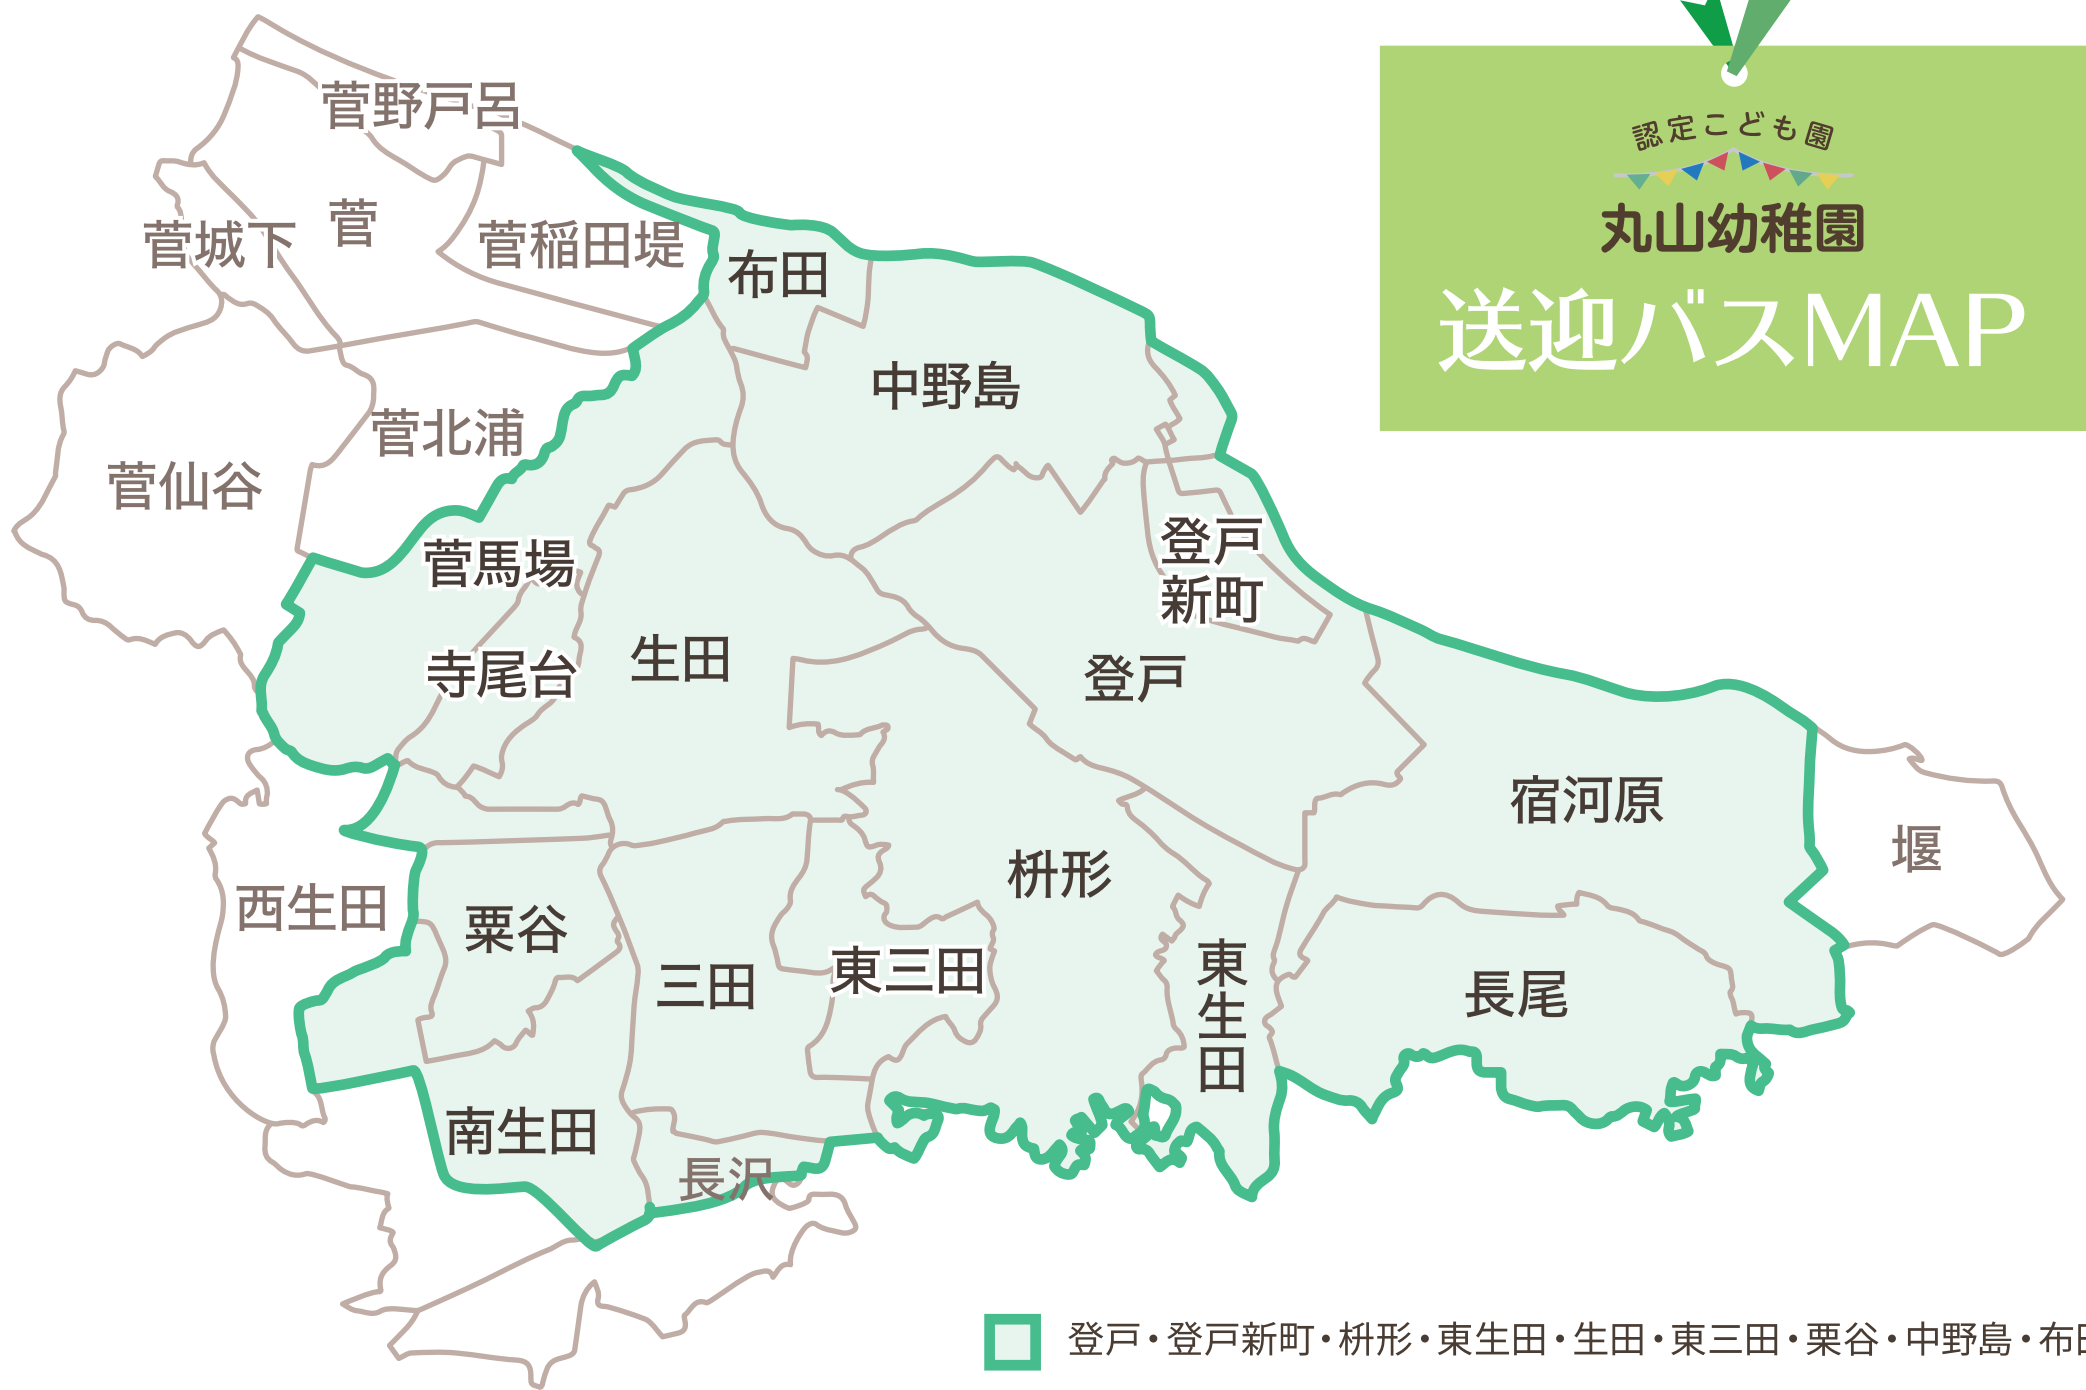 認定こども園
丸山幼稚園
送迎バスMAP
菅野戸呂
菅
菅城下
菅稲田堤
布田
中野島
菅北浦
菅仙谷
菅馬場
登戸
新町
寺尾台
生田
登戸
宿河原
堰
枡形
西生田
栗谷
三田
東三田
東生田
長尾
南生田
長沢
登戸・登戸新町・枡形・東生田・生田・東三田・栗谷・中野島・布田